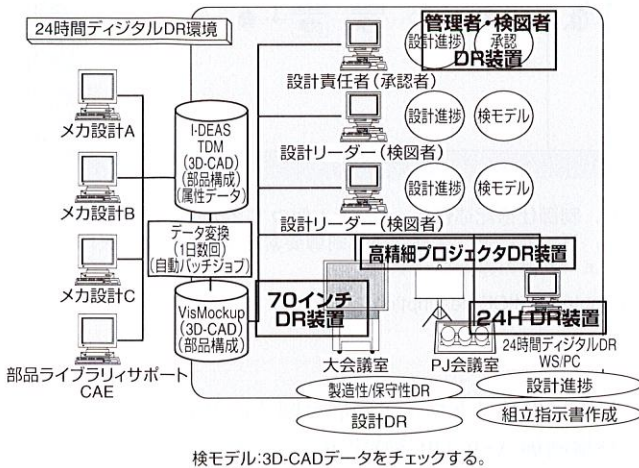 24時間ディジタルDR環境
管理者・検図者
DR装置
設計進捗
承認
設計責任者(承認者)
メカ設計A
I-DEAS
TDM
(3D-CAD)
(部品構成)
(属性データ)
設計進捗
検モデル
設計リーダー(検図者)
メカ設計B
設計進捗
検モデル
設計リーダー(検図者)
データ変換
(1日数回)
(自動バッチジョブ)
メカ設計C
高精細プロジェクタDR装置
VisMockup
(3D-CAD)
(部品構成)
70インチ
DR装置
24H DR装置
24時間ディジタルDR
WS/PC
大会議室
PJ会議室
部品ライブラリィサポート
CAE
製造性/保守性DR
設計進捗
設計DR
組立指示書作成
検モデル:3D-CADデータをチェックする。